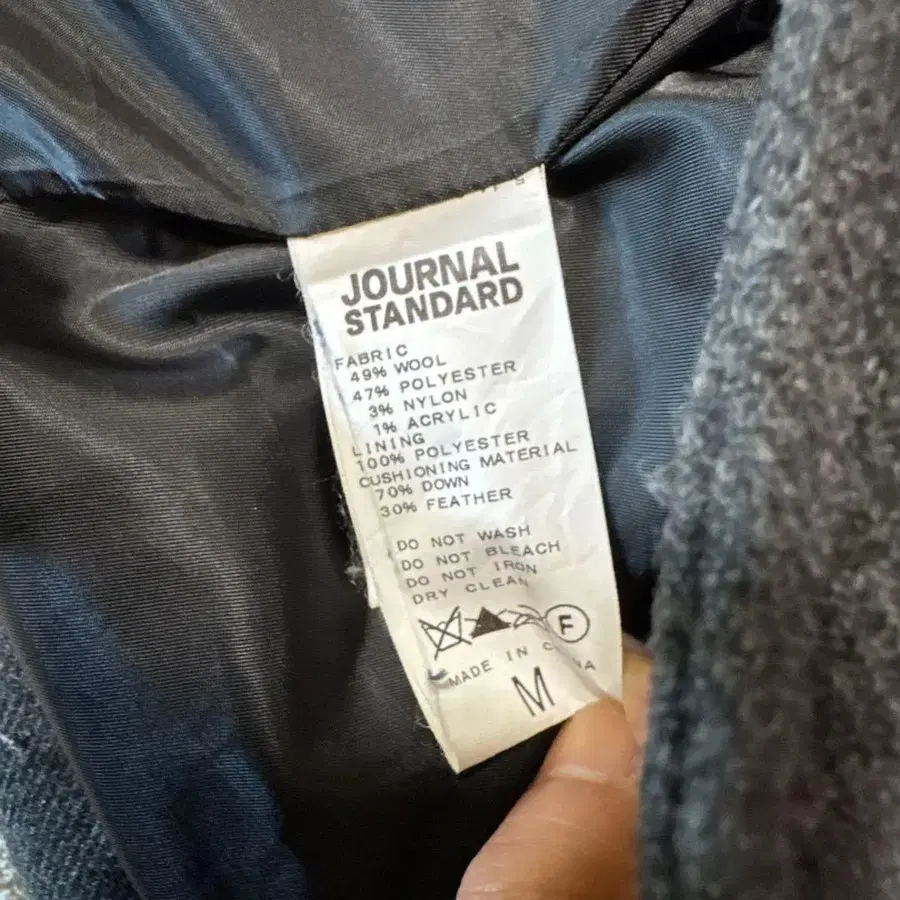 JOURNAL
STANDARD
FABRIC
49% WOOL
47% POLYESTER
3% NYLON
1% ACRYLIC
LINING
100% POLYESTER
CUSHIONING MATERIAL
70% DOWN
30% FEATHER
DO NOT WASH
DO NOT BLEACH
DO NOT IRON
DRY CLEAN
F
MADE IN
M